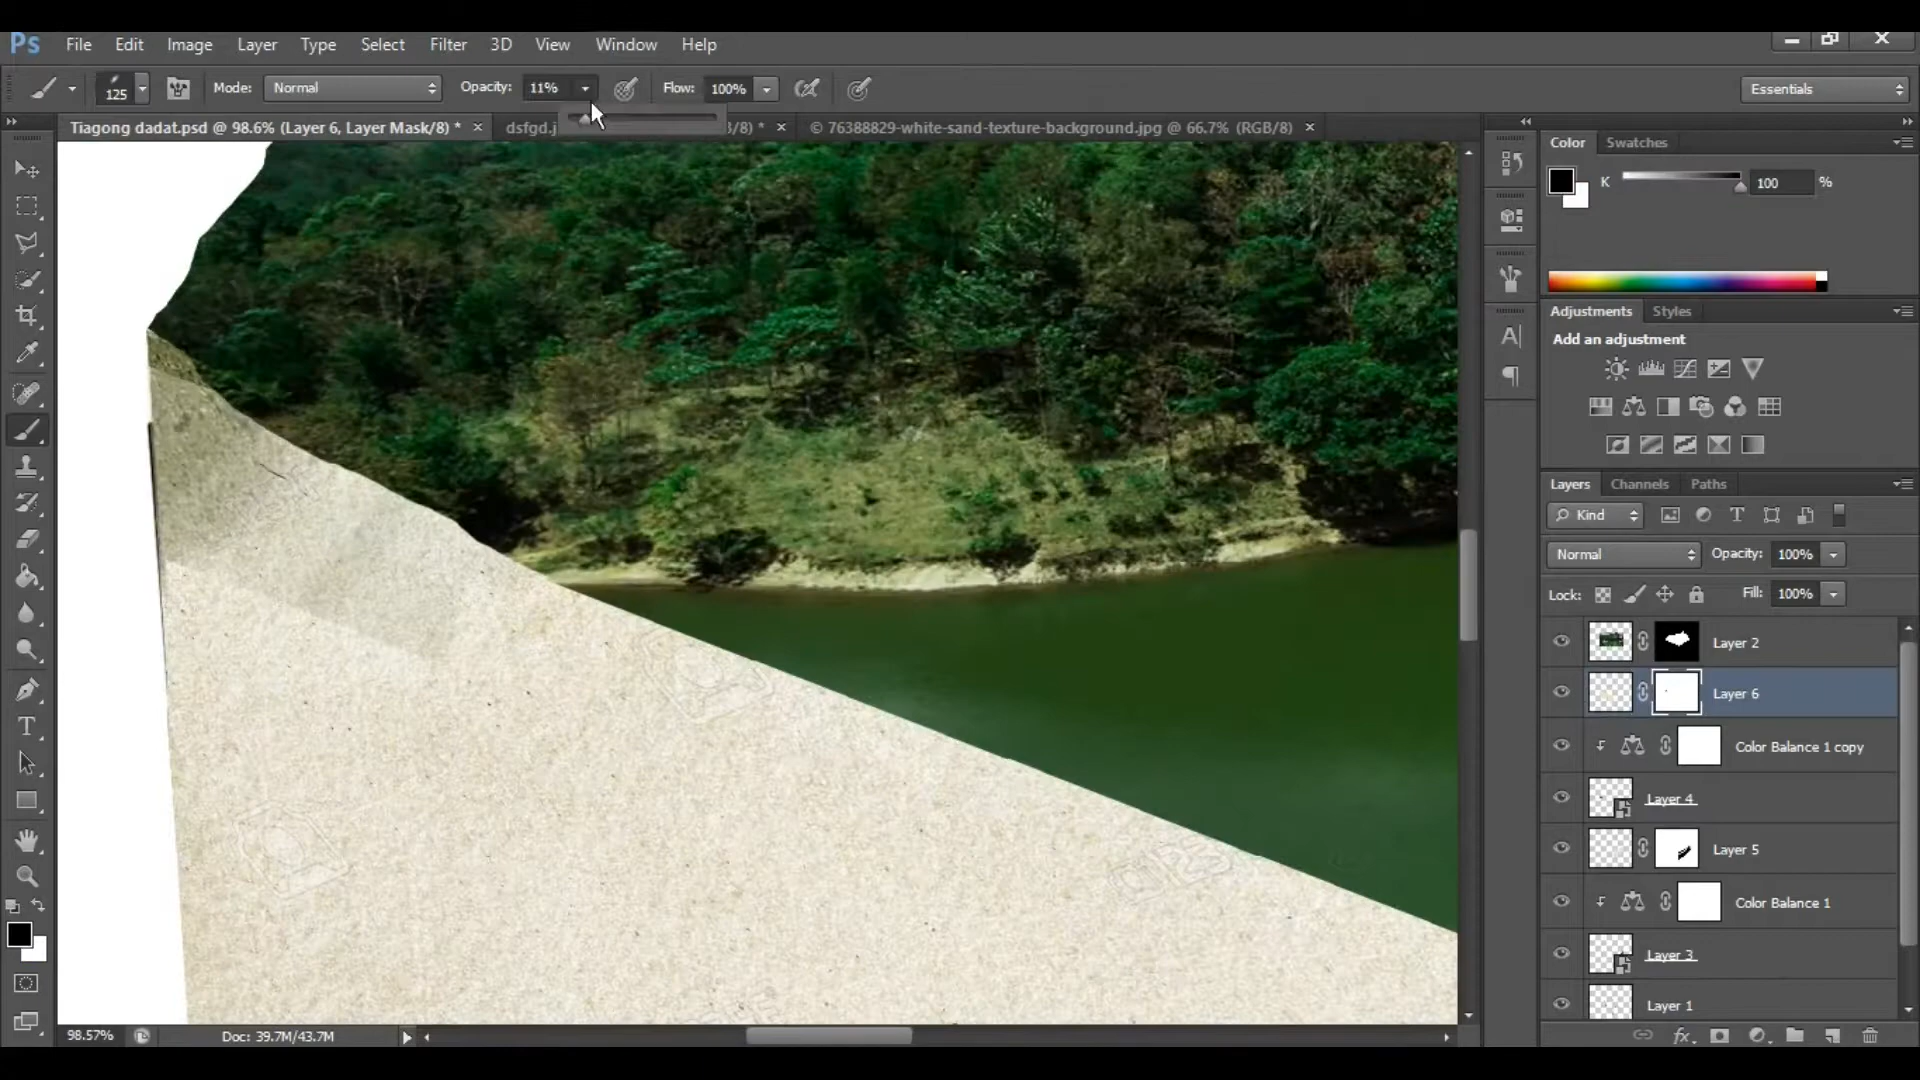 Ps File Edit Image Layer Type Select Filter 3D View Window Help
125 Mode: Normal Opacity: 11% Flow: 100% Essentials
Tiagong dadat.psd @ 98.6% (Layer 6, Layer Mask/8) * dsfgd.j B/8) * © 76388829-white-sand-texture-background.jpg @ 66.7% (RGB/8)
Color Swatches
K 100 %
Adjustments Styles
Add an adjustment
Layers Channels Paths
Kind
Normal Opacity: 100%
Lock: Fill: 100%
Layer 2
Layer 6
Color Balance 1 copy
Layer 4
Layer 5
Color Balance 1
Layer 3
Layer 1
98.57% Doc: 39.7M/43.7M